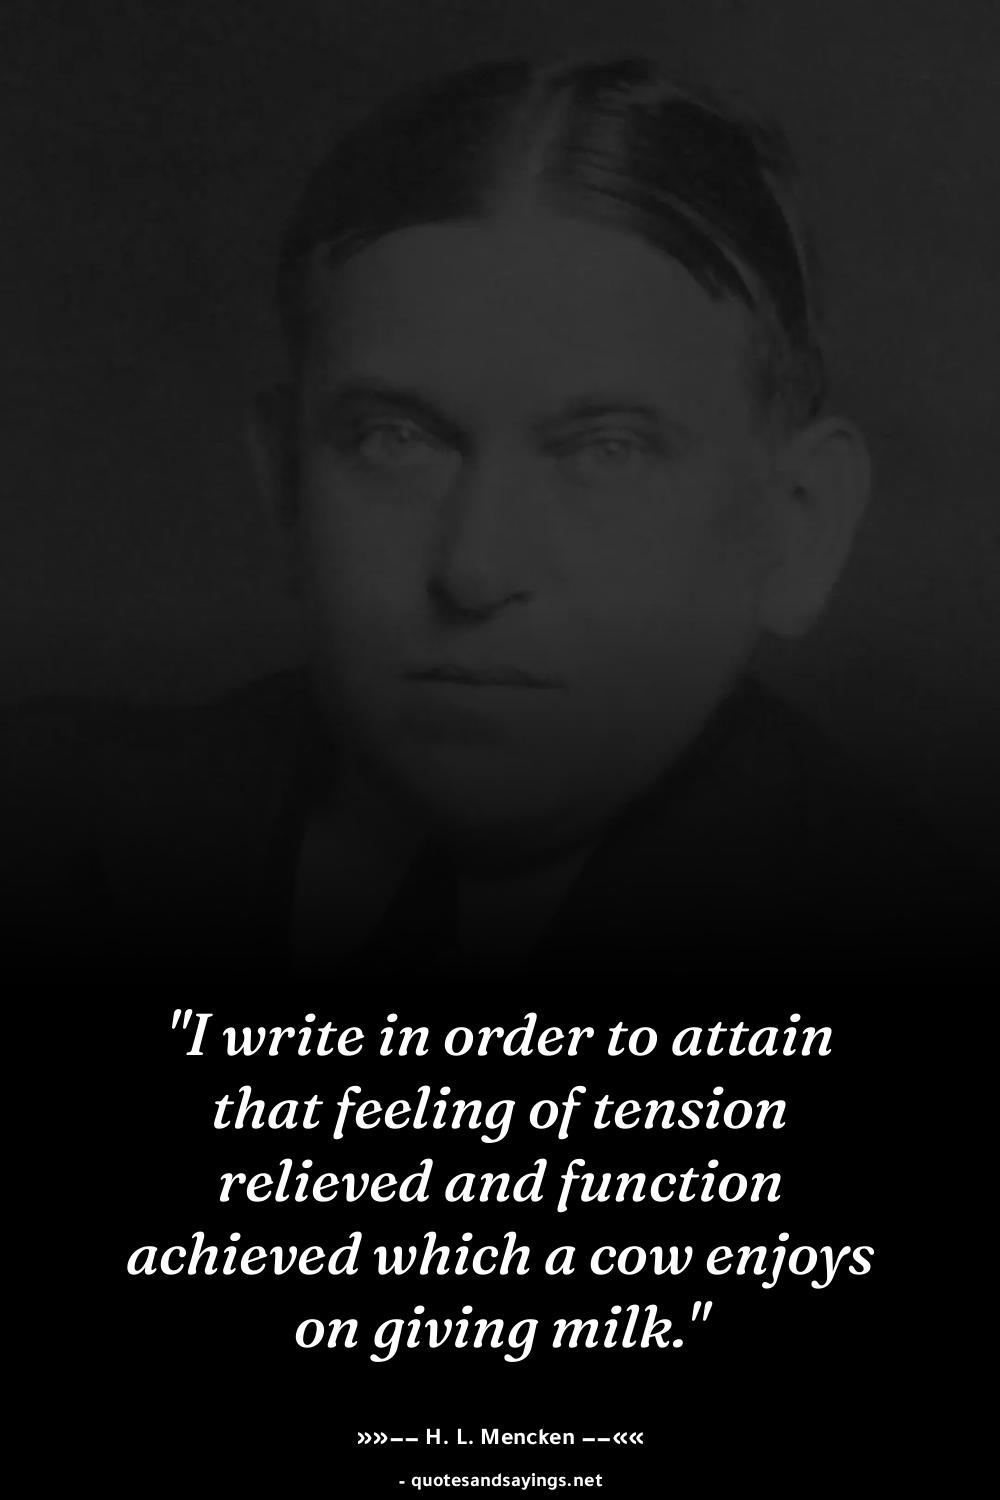 "I write in order to attain
that feeling of tension
relieved and function
achieved which a cow enjoys
on giving milk."
»»–– H. L. Mencken ––««
- quotesandsayings.net